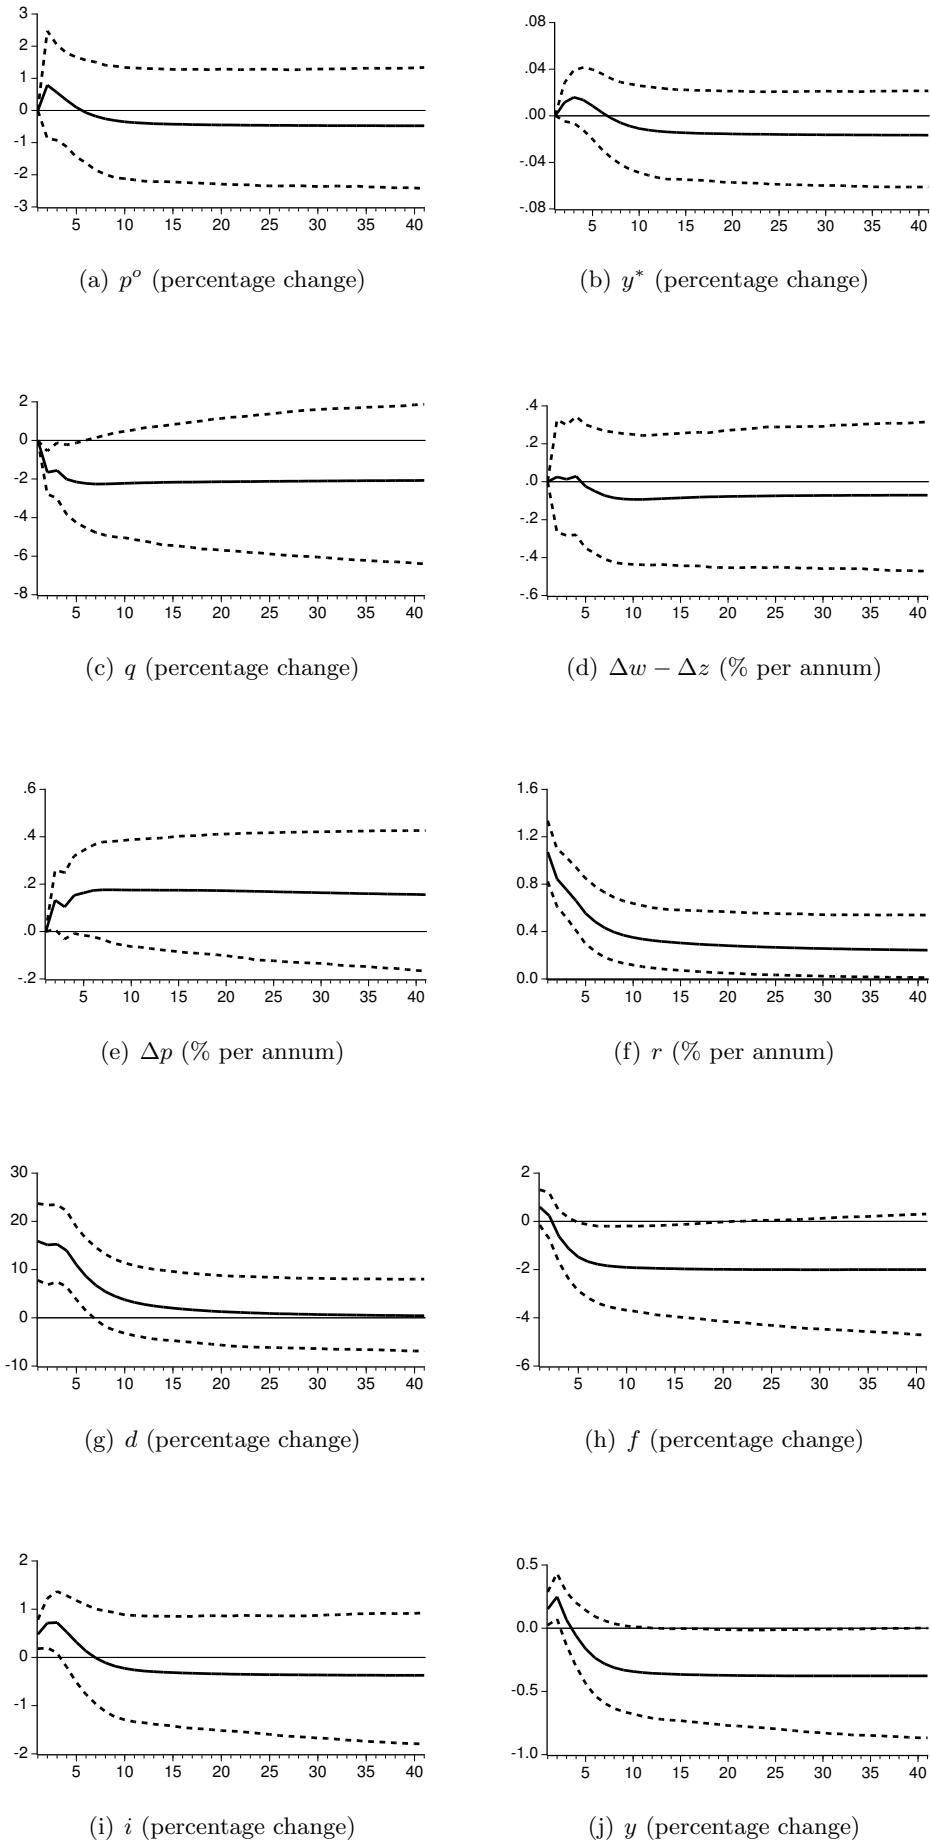 3
2
1
0
-1
-2
-3
5 10 15 20 25 30 35 40
(a) pᵒ (percentage change)
.08
.04
.00
-.04
-.08
5 10 15 20 25 30 35 40
(b) y* (percentage change)
2
0
-2
-4
-6
-8
5 10 15 20 25 30 35 40
(c) q (percentage change)
.4
.2
.0
-.2
-.4
-.6
5 10 15 20 25 30 35 40
(d) Δw − Δz (% per annum)
.6
.4
.2
.0
-.2
5 10 15 20 25 30 35 40
(e) Δp (% per annum)
1.6
1.2
0.8
0.4
0.0
5 10 15 20 25 30 35 40
(f) r (% per annum)
30
20
10
0
-10
5 10 15 20 25 30 35 40
(g) d (percentage change)
2
0
-2
-4
-6
5 10 15 20 25 30 35 40
(h) f (percentage change)
2
1
0
-1
-2
5 10 15 20 25 30 35 40
(i) i (percentage change)
0.5
0.0
-0.5
-1.0
5 10 15 20 25 30 35 40
(j) y (percentage change)